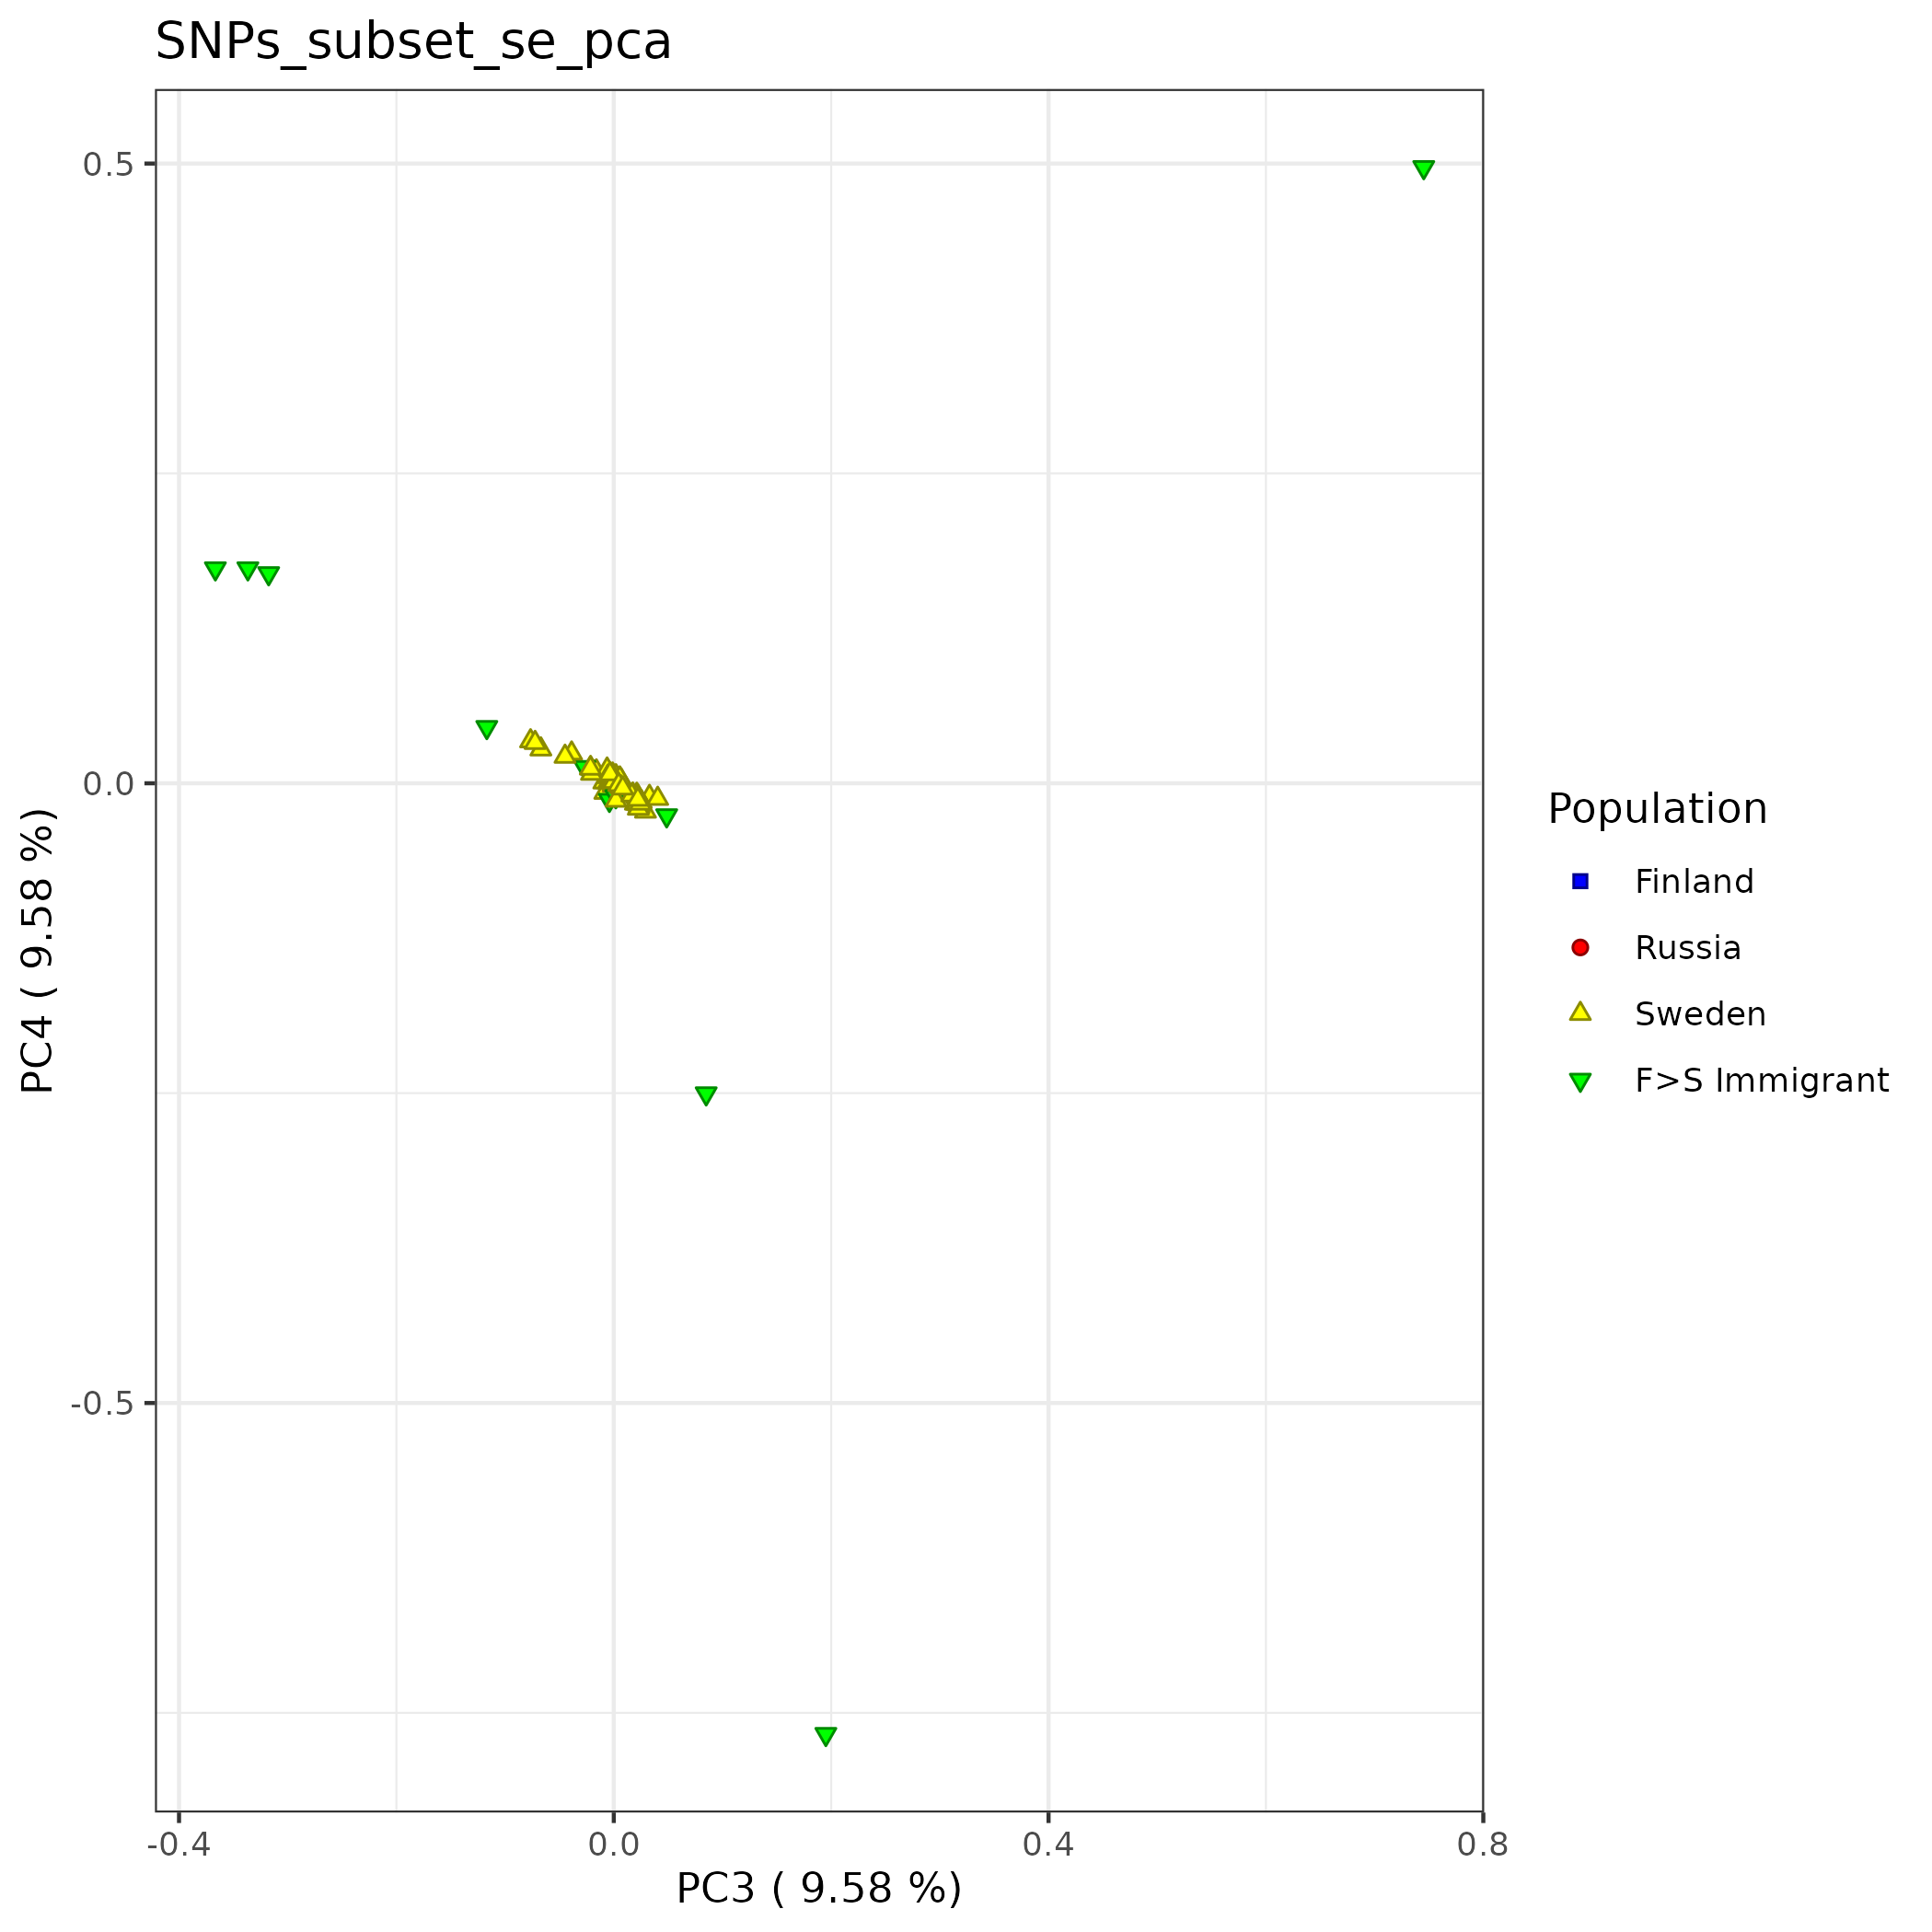 SNPs_subset_se_pca
0.5
0.0
-0.5
PC4 ( 9.58 %)
-0.4
0.0
0.4
0.8
PC3 ( 9.58 %)
Population
Finland
Russia
Sweden
F>S Immigrant